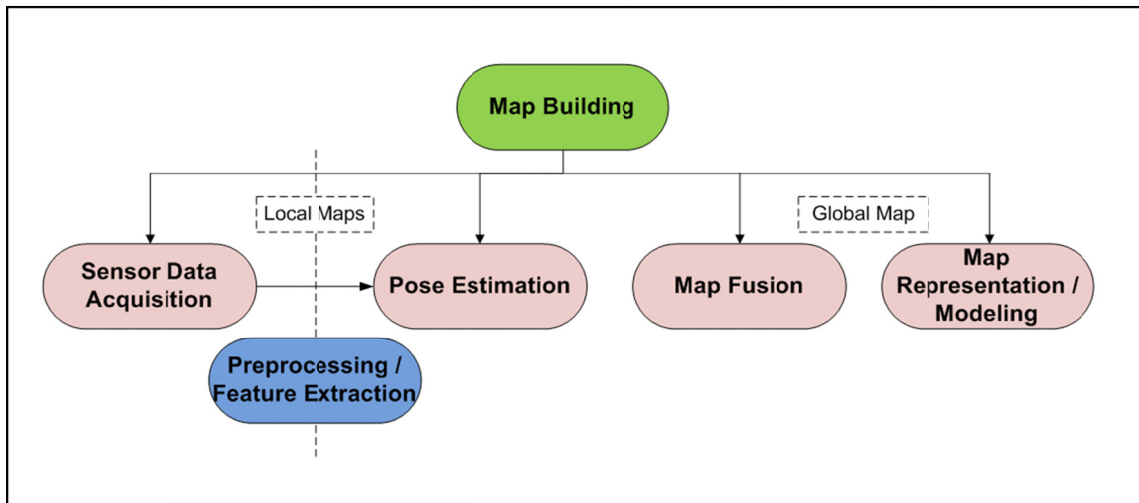 Map Building
Local Maps
Global Map
Sensor Data
Acquisition
Pose Estimation
Map Fusion
Map
Representation /
Modeling
Preprocessing /
Feature Extraction